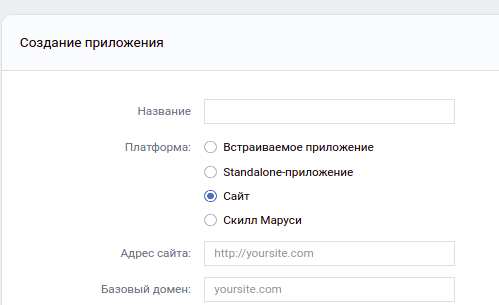 Создание приложения
Название
Платформа:
Встраиваемое приложение
Standalone-приложение
Сайт
Скилл Маруси
Адрес сайта:
http://yoursite.com
Базовый домен:
yoursite.com